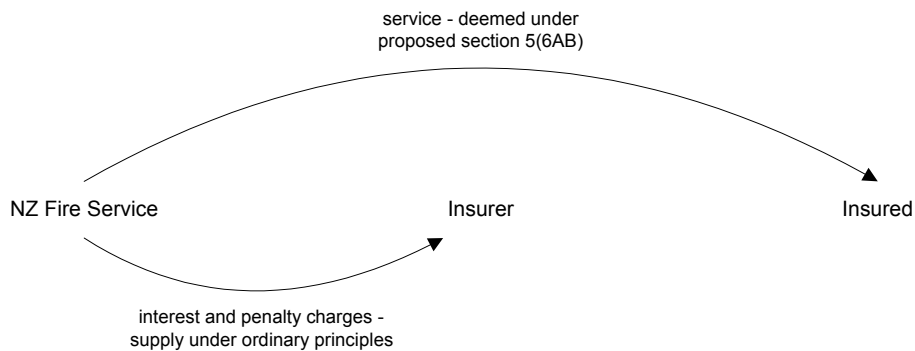 service - deemed under
proposed section 5(6AB)
NZ Fire Service
Insurer
Insured
interest and penalty charges -
supply under ordinary principles